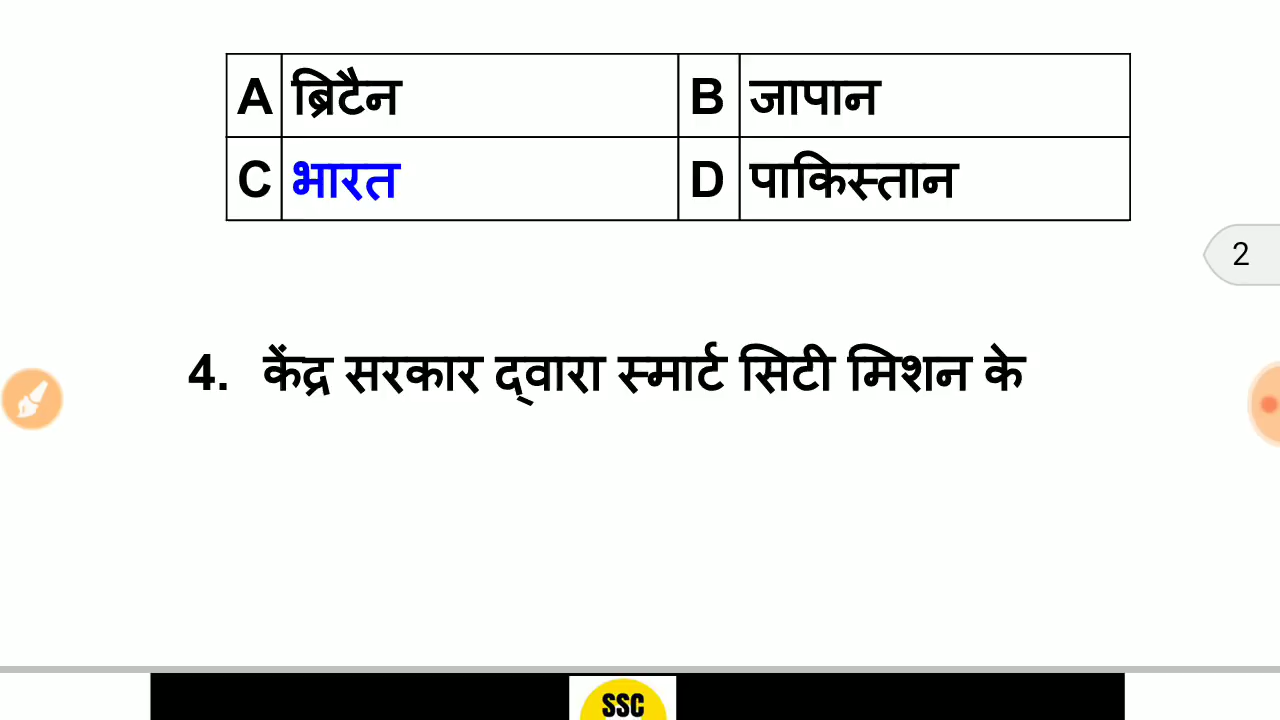 A ब्रिटैन B जापान
C भारत D पाकिस्तान
2
4. केंद्र सरकार द्‌वारा स्मार्ट सिटी मिशन के
SSC